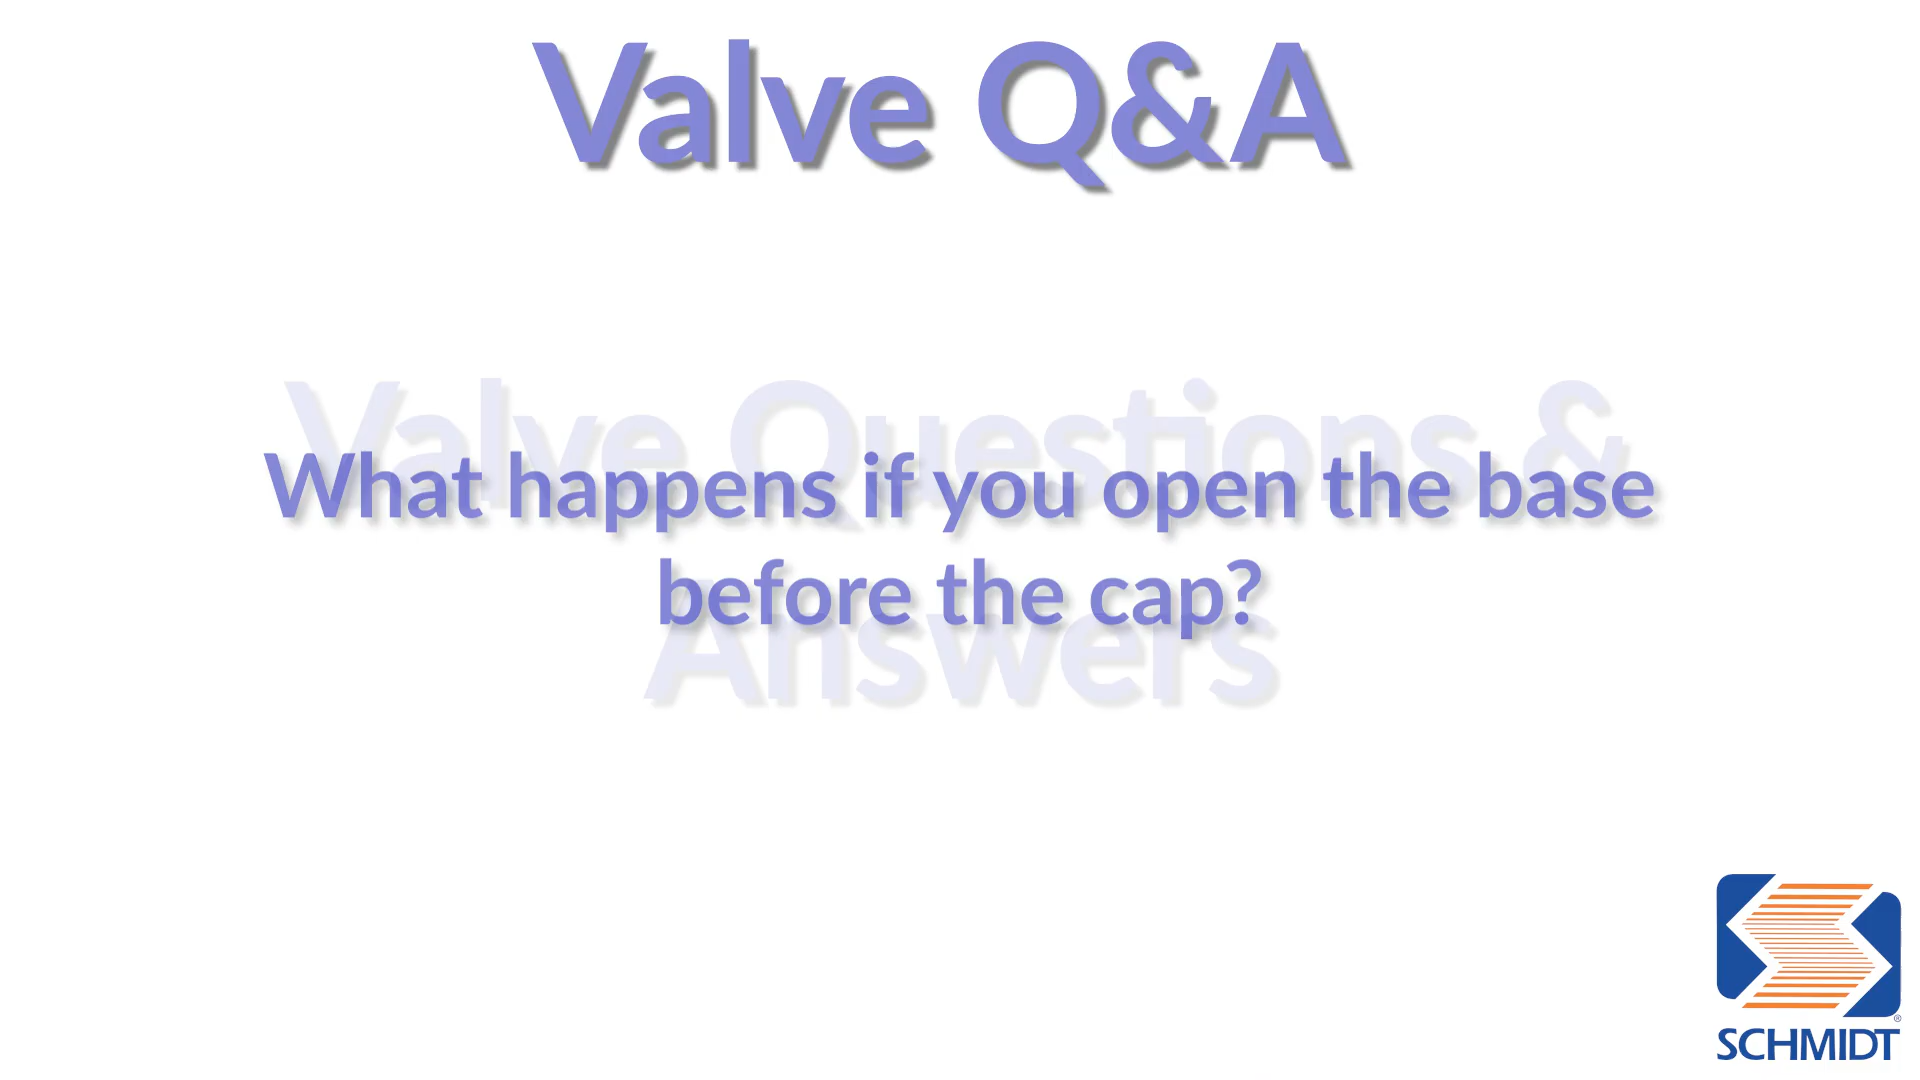 Valve Q&A
Valve Questions &
What happens if you open the base
before the cap?
Answers
®
SCHMIDT